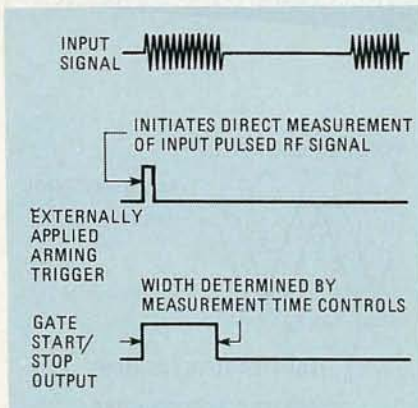 INPUT
SIGNAL
INITIATES DIRECT MEASUREMENT
OF INPUT PULSED RF SIGNAL
EXTERNALLY
APPLIED
ARMING
TRIGGER
WIDTH DETERMINED BY
MEASUREMENT TIME CONTROLS
GATE
START/
STOP
OUTPUT